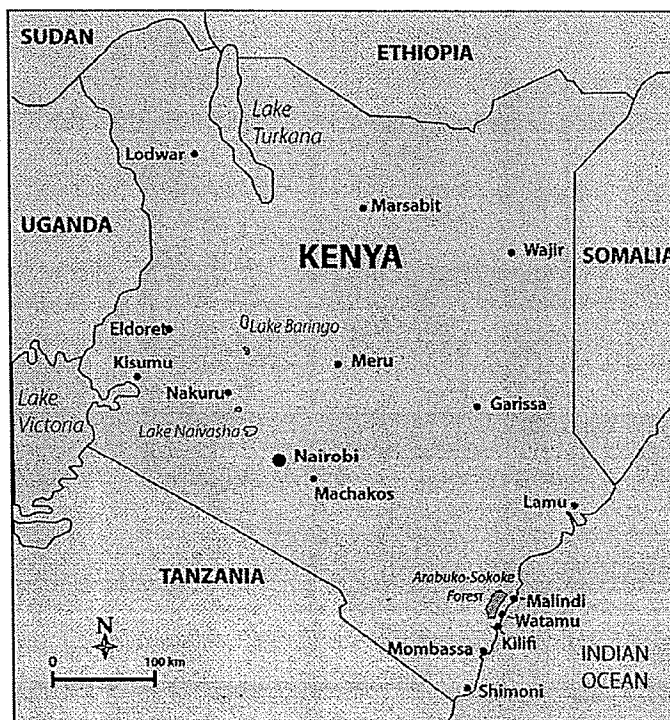 SUDAN
ETHIOPIA
Lake
Turkana
Lodwar
Marsabit
UGANDA
KENYA
Wajir
SOMALIA
Eldoret
Lake Baringo
Kisumu
Meru
Nakuru
Garissa
Lake
Victoria
Lake Naivasha
Nairobi
Machakos
Lamu
TANZANIA
Arabuko-Sokoke
Forest
Malindi
Watamu
Kilifi
N
Mombassa
INDIAN
OCEAN
0
100 km
Shimoni